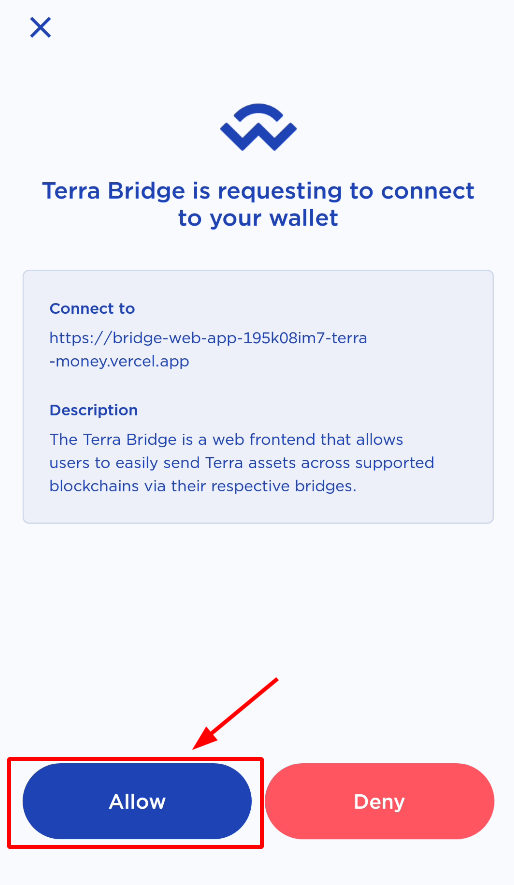 Terra Bridge is requesting to connect
to your wallet
Connect to
https://bridge-web-app-195k08im7-terra
-money.vercel.app
Description
The Terra Bridge is a web frontend that allows
users to easily send Terra assets across supported
blockchains via their respective bridges.
Allow
Deny